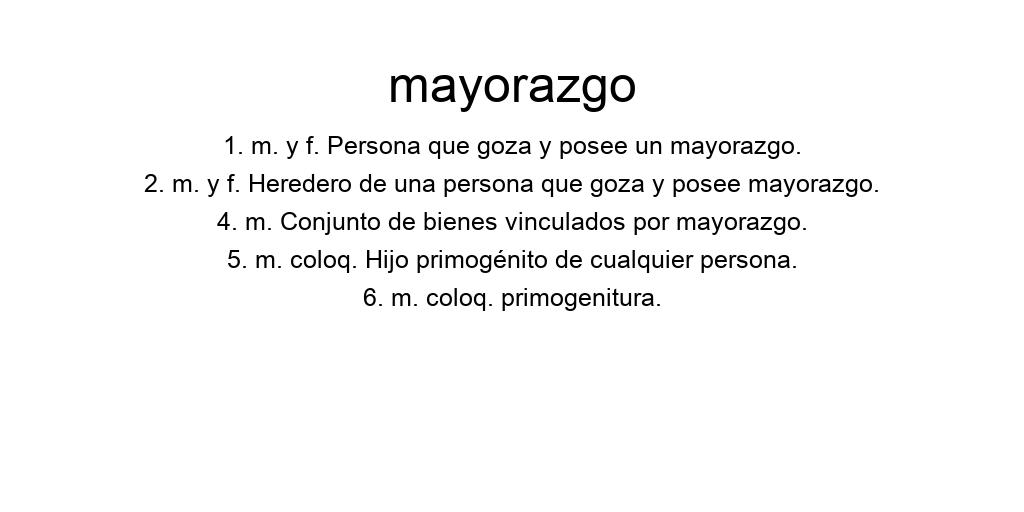 mayorazgo
1. m. y f. Persona que goza y posee un mayorazgo.
2. m. y f. Heredero de una persona que goza y posee mayorazgo.
4. m. Conjunto de bienes vinculados por mayorazgo.
5. m. coloq. Hijo primogénito de cualquier persona.
6. m. coloq. primogenitura.